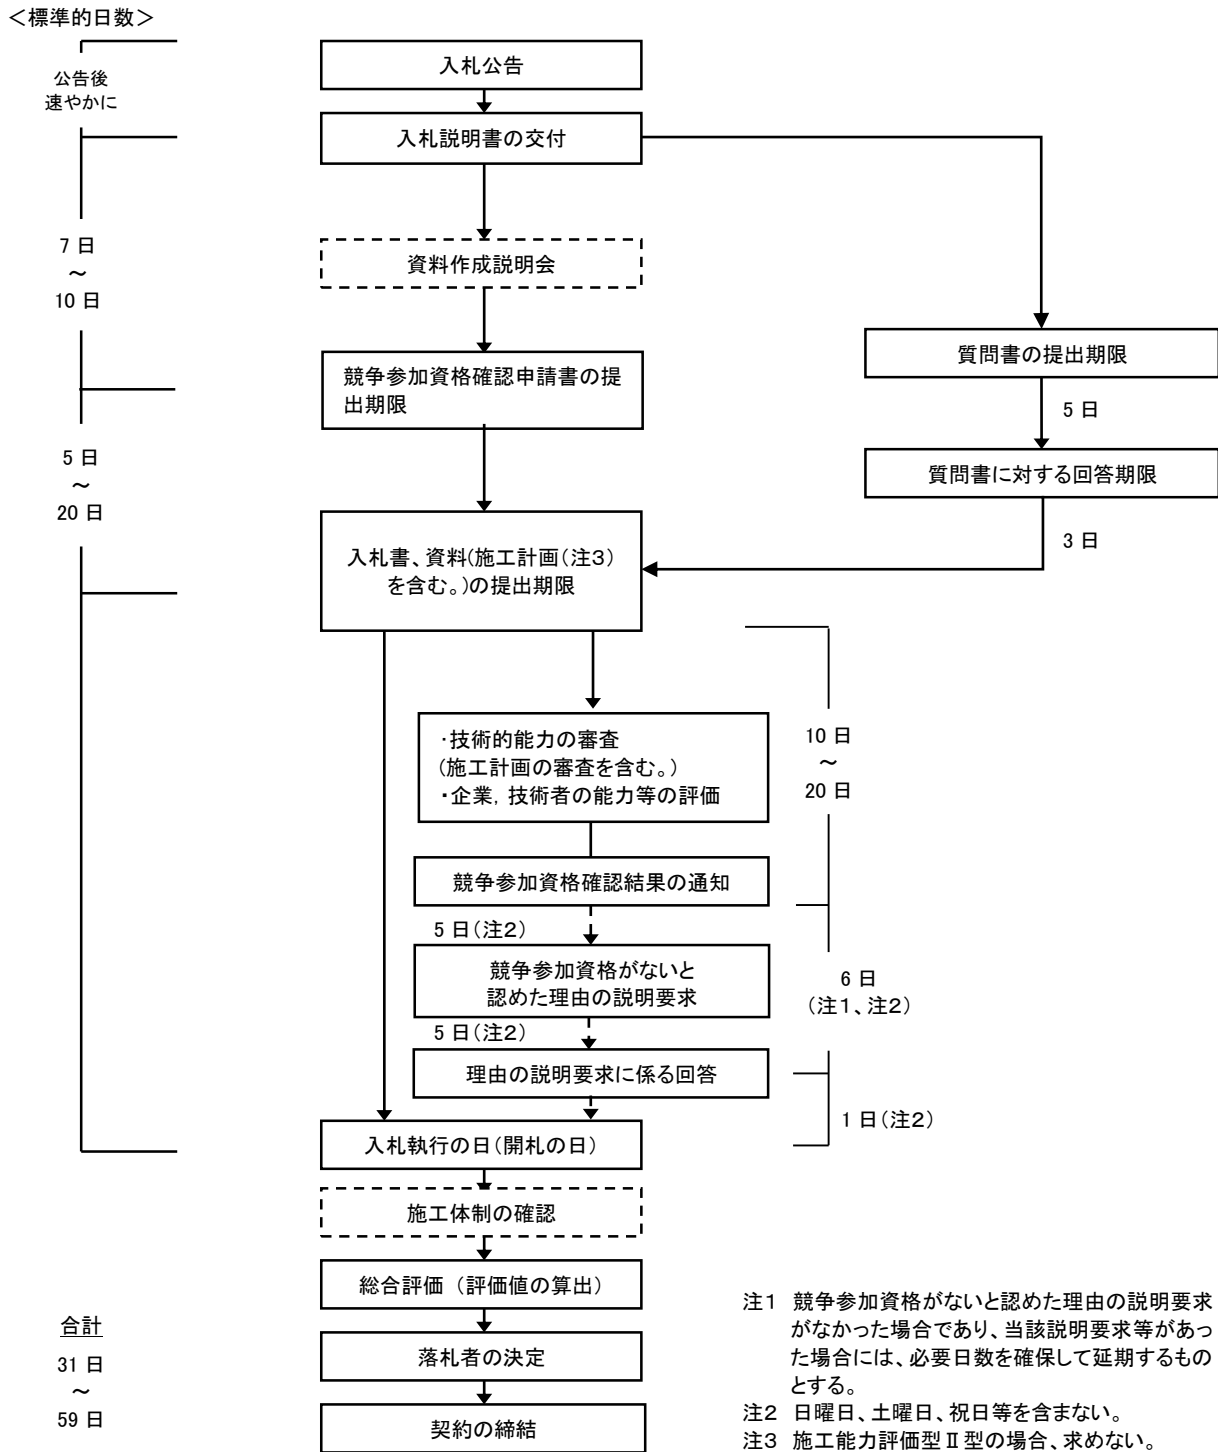 ＜標準的日数＞
公告後
速やかに
7 日
～
10 日
5 日
～
20 日
入札公告
入札説明書の交付
資料作成説明会
競争参加資格確認申請書の提
出期限
質問書の提出期限
5 日
質問書に対する回答期限
3 日
入札書、資料(施工計画(注３)
を含む。)の提出期限
・技術的能力の審査
(施工計画の審査を含む。)
・企業，技術者の能力等の評価
10 日
～
20 日
競争参加資格確認結果の通知
5 日(注２)
競争参加資格がないと
認めた理由の説明要求
6 日
(注１、注２)
5 日(注２)
理由の説明要求に係る回答
1 日(注２)
入札執行の日(開札の日)
施工体制の確認
総合評価 (評価値の算出)
落札者の決定
契約の締結
合計
31 日
～
59 日
注１ 競争参加資格がないと認めた理由の説明要求
がなかった場合であり、当該説明要求等があっ
た場合には、必要日数を確保して延期するもの
とする。
注２ 日曜日、土曜日、祝日等を含まない。
注３ 施工能力評価型Ⅱ型の場合、求めない。